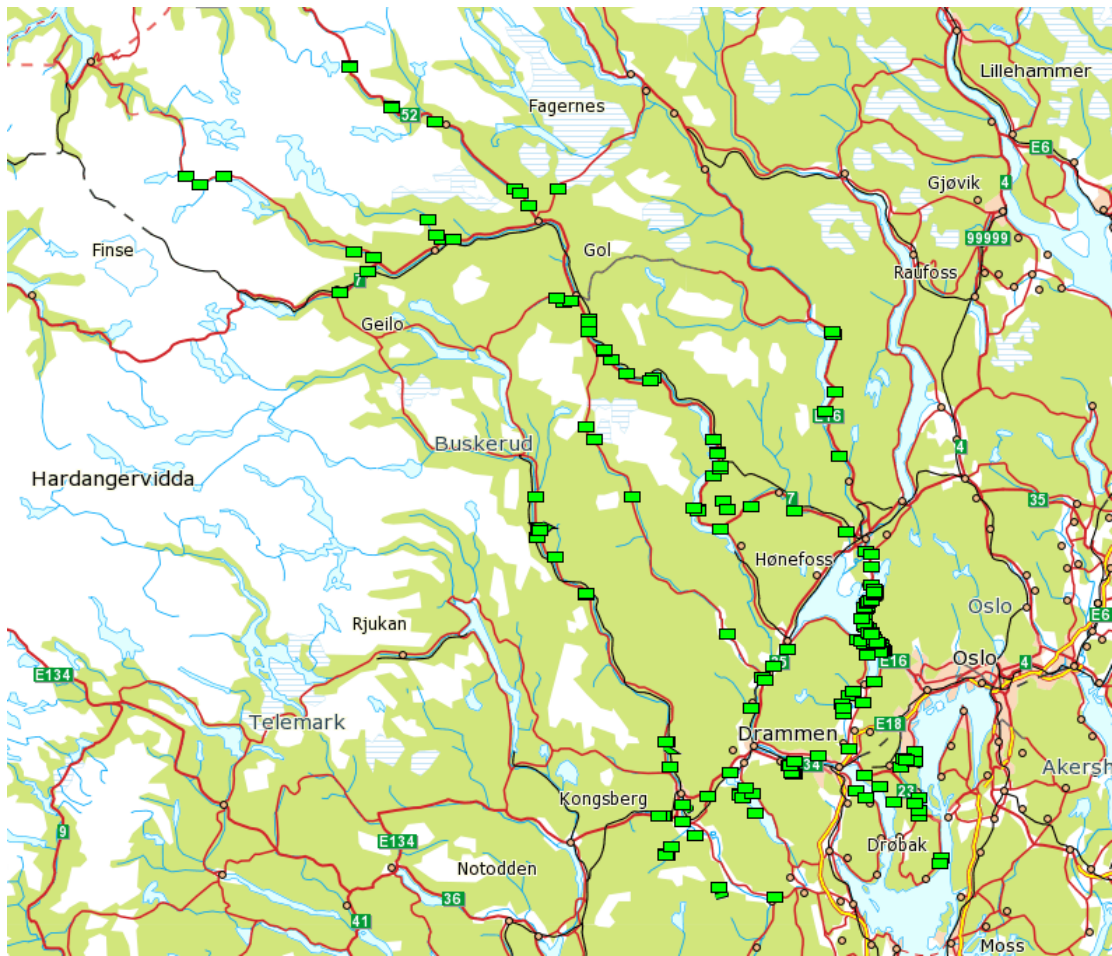 Lillehammer
Fagernes
52
E6
Gjøvik
4
99999
Finse
Gol
Raufoss
7
Geilo
E16
Buskerud
4
Hardangervidda
7
35
Hønefoss
Oslo
E6
Rjukan
E16
Oslo
4
E134
Telemark
E18
Drammen
34
Akersh
Kongsberg
23
9
E134
Drøbak
Notodden
36
41
Moss